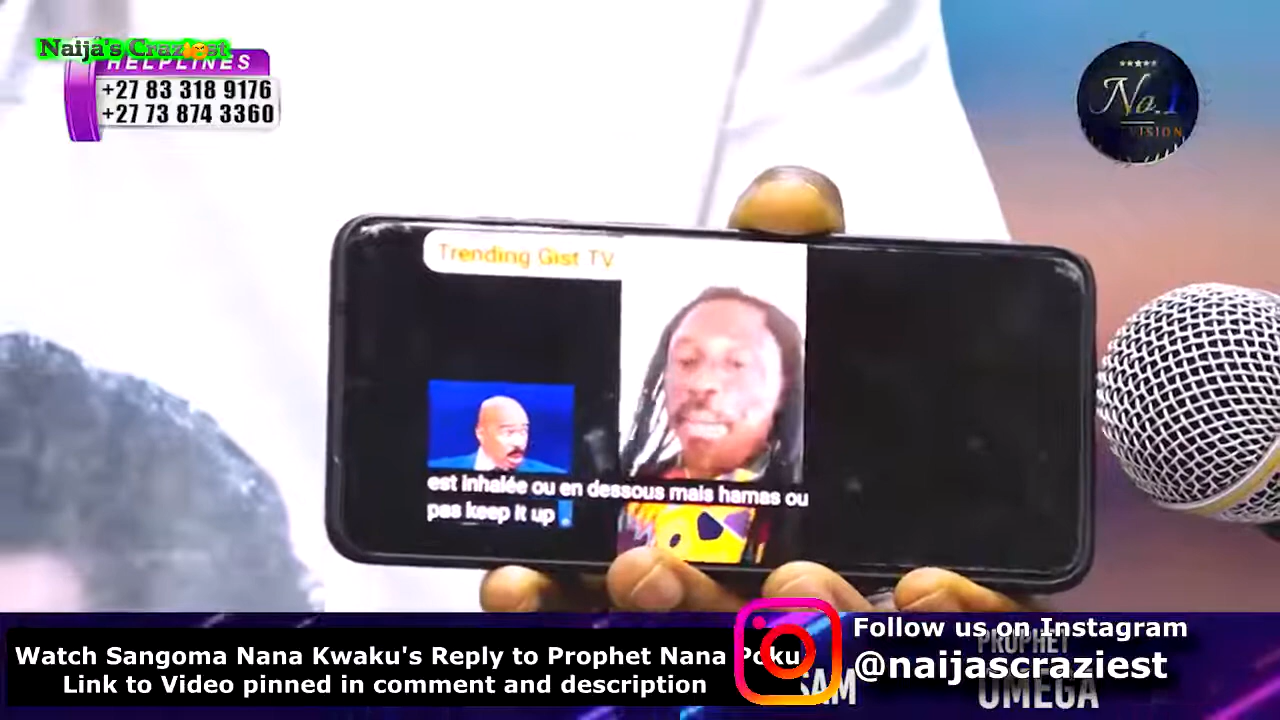 Naija's Craziest
HELPLINES
+27 83 318 9176
+27 73 874 3360
No.1
Trending Gist TV
est inhalée ou en dessous mais hamas ou
pas keep it up
Watch Sangoma Nana Kwaku's Reply to Prophet Nana Poku
Link to Video pinned in comment and description
Follow us on Instagram
@naijascraziest
PROPHET
OMEGA